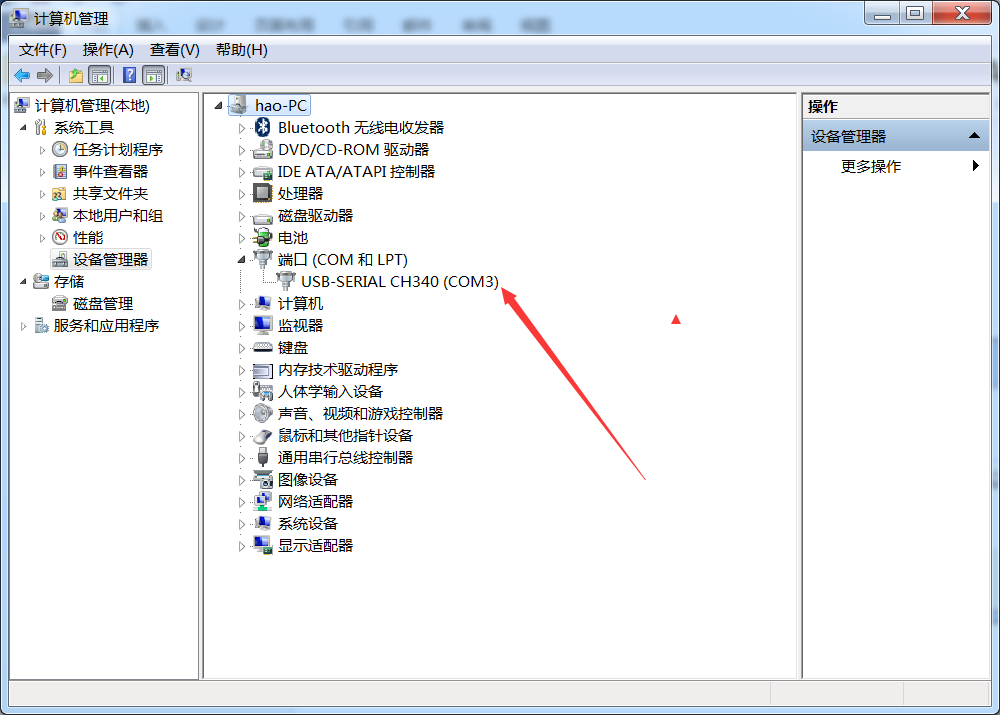 计算机管理
文件(F) 操作(A) 查看(V) 帮助(H)
计算机管理(本地)
系统工具
任务计划程序
事件查看器
共享文件夹
本地用户和组
性能
设备管理器
存储
磁盘管理
服务和应用程序
hao-PC
Bluetooth 无线电收发器
DVD/CD-ROM 驱动器
IDE ATA/ATAPI 控制器
处理器
磁盘驱动器
电池
端口 (COM 和 LPT)
USB-SERIAL CH340 (COM3)
计算机
监视器
键盘
内存技术驱动程序
人体学输入设备
声音、视频和游戏控制器
鼠标和其他指针设备
通用串行总线控制器
图像设备
网络适配器
系统设备
显示适配器
操作
设备管理器
更多操作